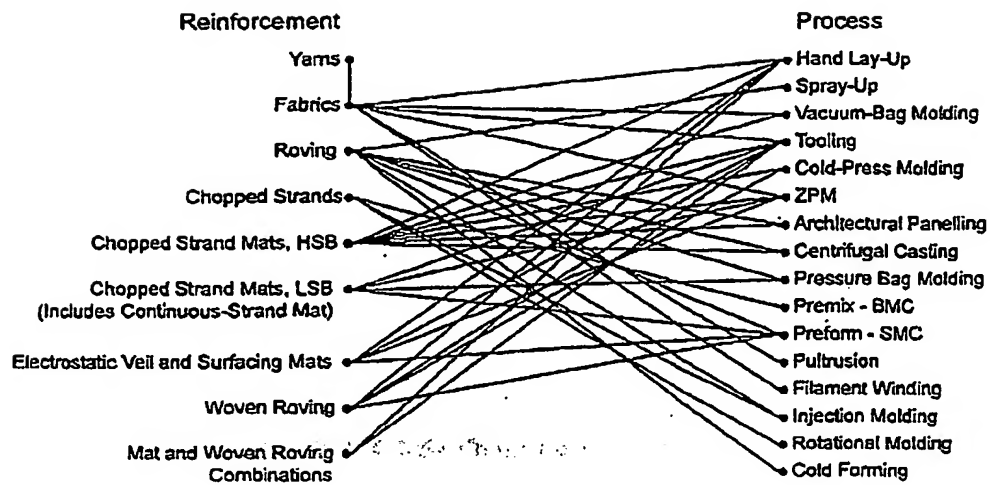 Reinforcement
Process
Yarns
Fabrics
Roving
Chopped Strands
Chopped Strand Mats, HSB
Chopped Strand Mats, LSB
(Includes Continuous-Strand Mat)
Electrostatic Veil and Surfacing Mats
Woven Roving
Mat and Woven Roving
Combinations
Hand Lay-Up
Spray-Up
Vacuum-Bag Molding
Tooling
Cold-Press Molding
ZPM
Architectural Panelling
Centrifugal Casting
Pressure Bag Molding
Premix - BMC
Preform - SMC
Pultrusion
Filament Winding
Injection Molding
Rotational Molding
Cold Forming